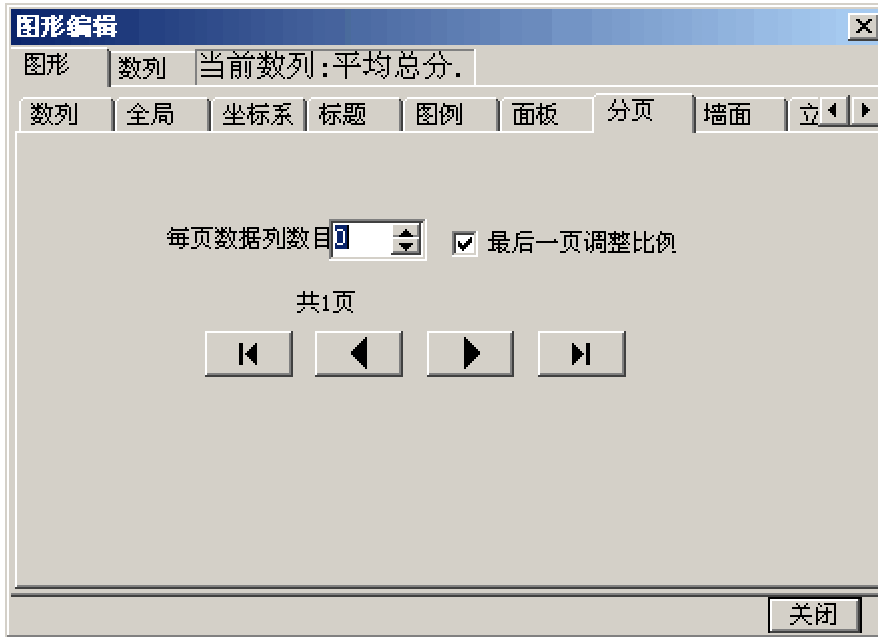 图形编辑
图形 数列 当前数列:平均总分.
数列 全局 坐标系 标题 图例 面板 分页 墙面 立
每页数据列数目 0 最后一页调整比例
共1页
关闭